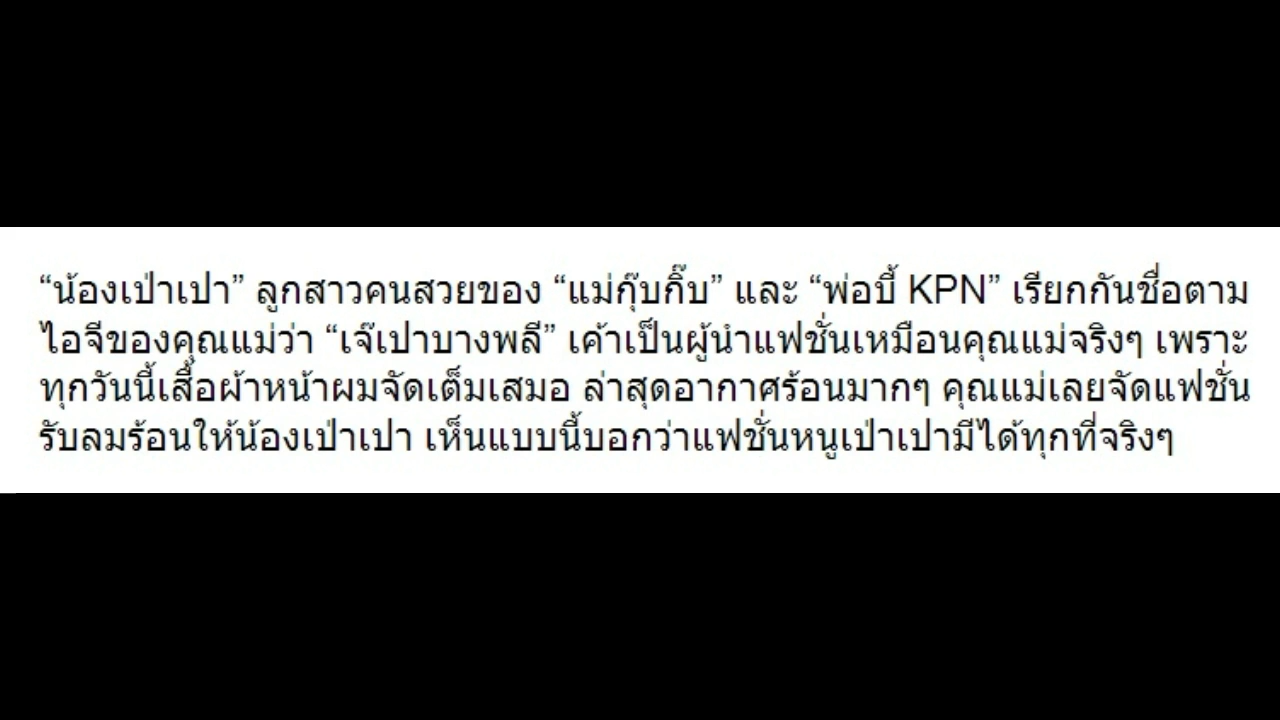 “น้องเป่าเปา” ลูกสาวคนสวยของ “แม่กุ๊บกิ๊บ” และ “พ่อบี้ KPN” เรียกกันชื่อตาม
ไอจีของคุณแม่ว่า “เจ๊เปาบางพลี” เค้าเป็นผู้นำแฟชั่นเหมือนคุณแม่จริงๆ เพราะ
ทุกวันนี้เสื้อผ้าหน้าผมจัดเต็มเสมอ ล่าสุดอากาศร้อนมากๆ คุณแม่เลยจัดแฟชั่น
รับลมร้อนให้น้องเป่าเปา เห็นแบบนี้บอกว่าแฟชั่นหนูเป่าเปามีได้ทุกที่จริงๆ